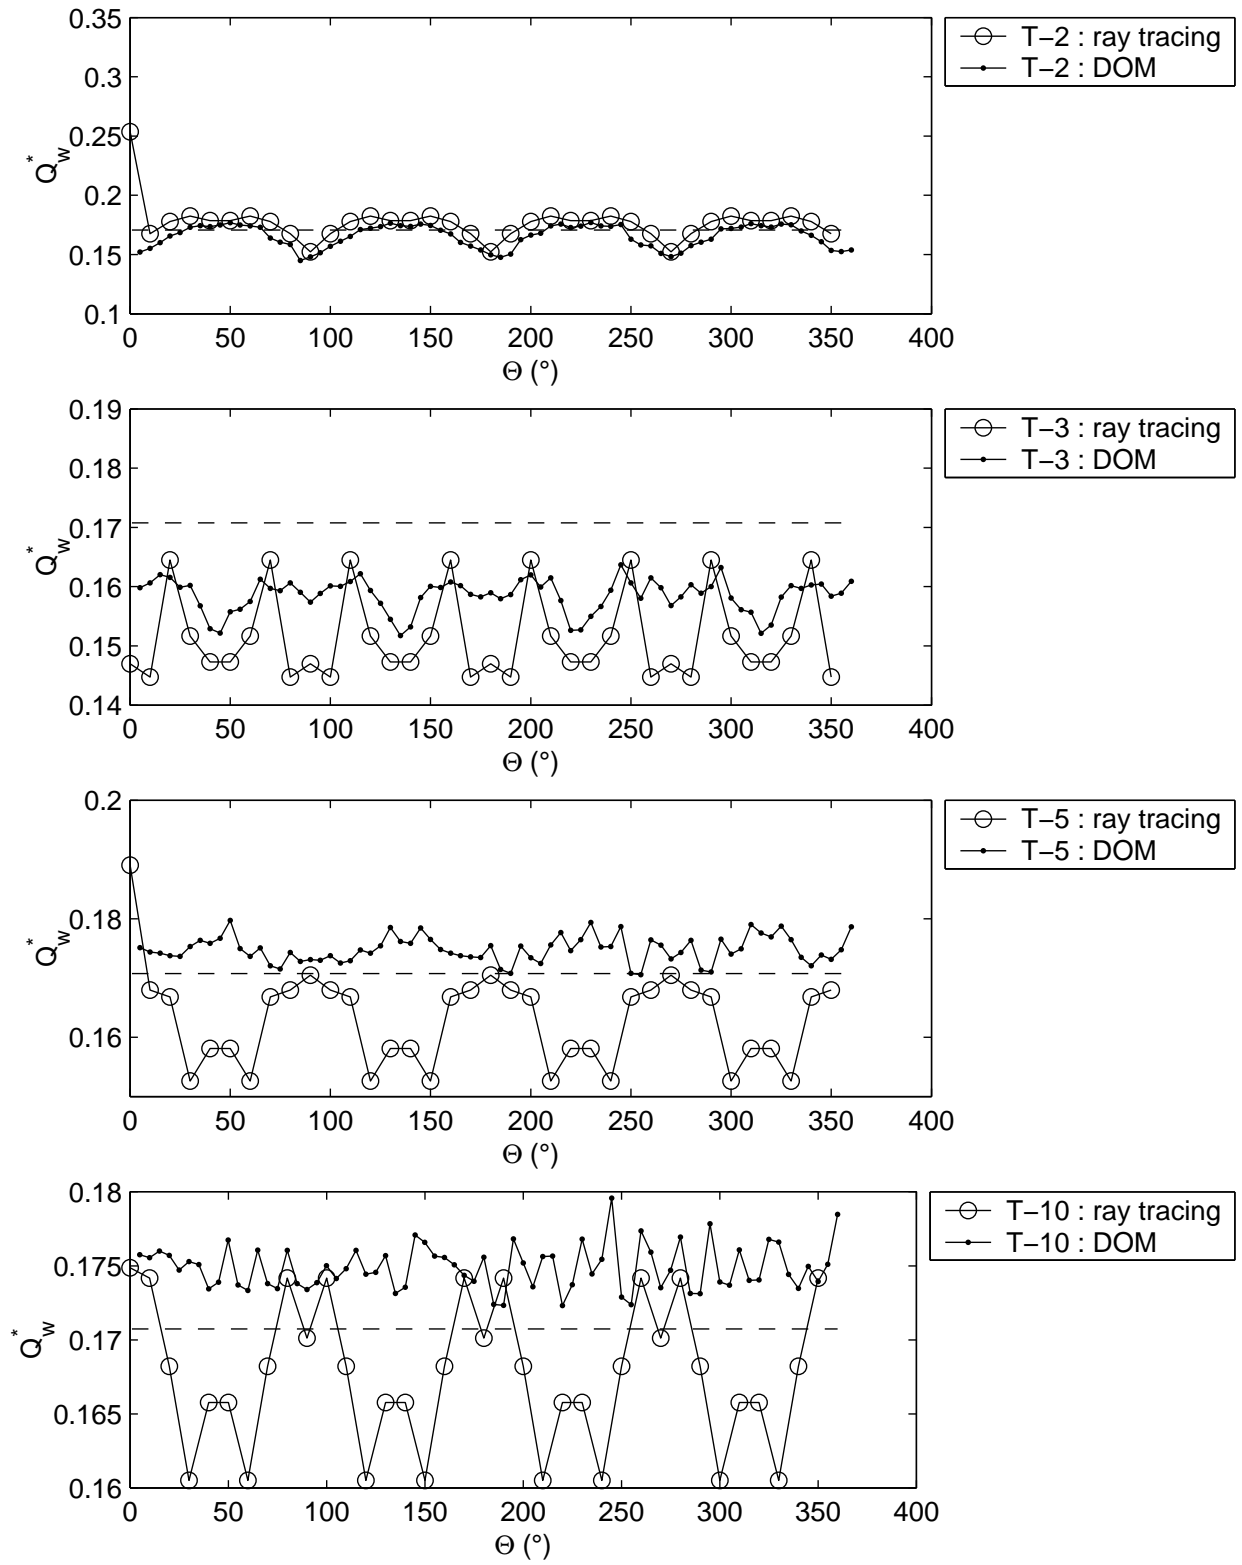 0.35
0.3
0.25
0.2
0.15
0.1
Q*w
0 50 100 150 200 250 300 350 400
Θ (°)
T−2 : ray tracing
T−2 : DOM
0.19
0.18
0.17
0.16
0.15
0.14
Q*w
0 50 100 150 200 250 300 350 400
Θ (°)
T−3 : ray tracing
T−3 : DOM
0.2
0.18
0.16
Q*w
0 50 100 150 200 250 300 350 400
Θ (°)
T−5 : ray tracing
T−5 : DOM
0.18
0.175
0.17
0.165
0.16
Q*w
0 50 100 150 200 250 300 350 400
Θ (°)
T−10 : ray tracing
T−10 : DOM